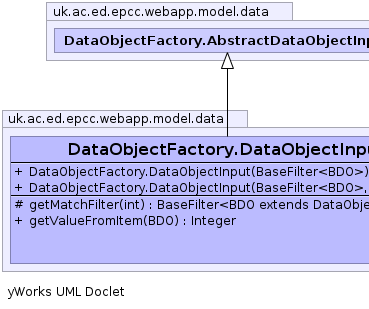 uk.ac.ed.epcc.webapp.model.data
DataObjectFactory.AbstractDataObjectInp
uk.ac.ed.epcc.webapp.model.data
DataObjectFactory.DataObjectInpu
+ DataObjectFactory.DataObjectInput(BaseFilter<BDO>)
+ DataObjectFactory.DataObjectInput(BaseFilter<BDO>,
# getMatchFilter(int) : BaseFilter<BDO extends DataObje
+ getValueFromItem(BDO) : Integer
yWorks UML Doclet